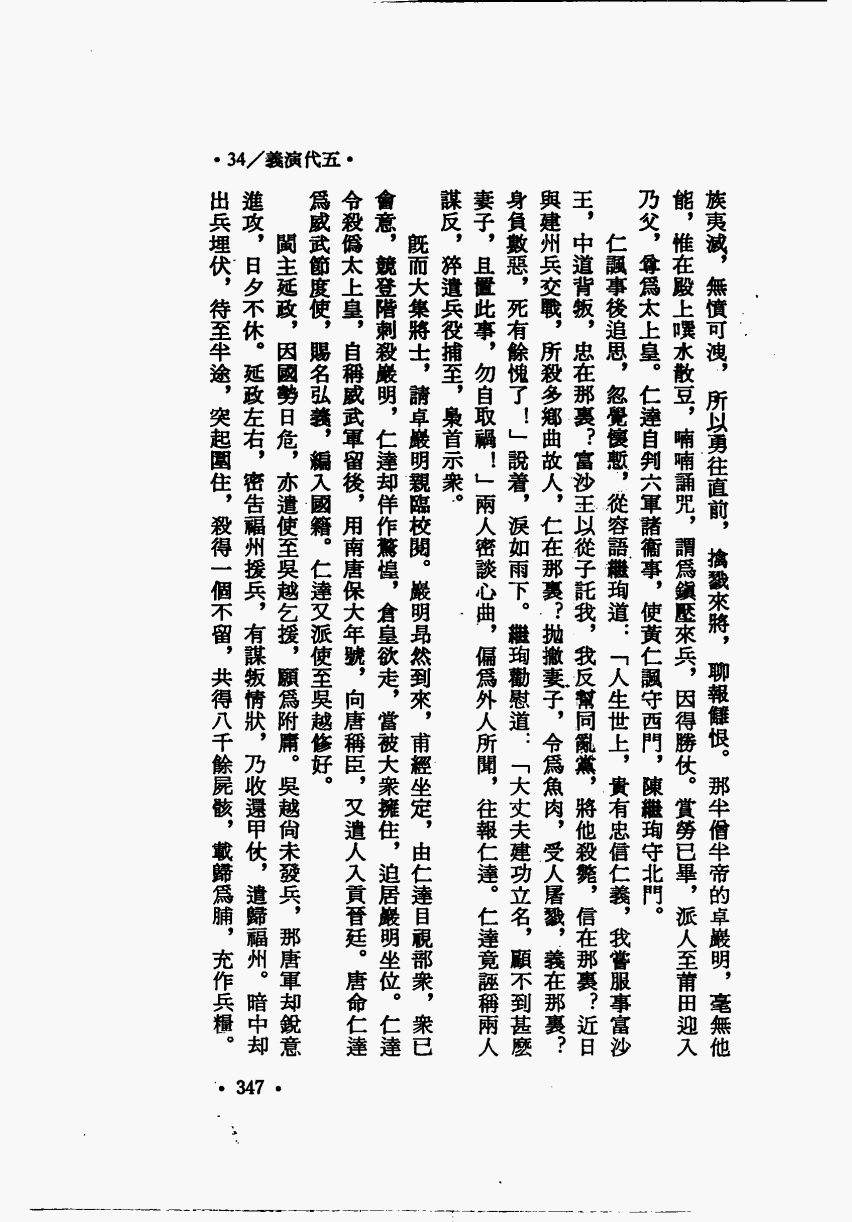 •34／義演代五•
族夷滅，無憤可洩，所以勇往直前，擒戮來將，聊報讎恨。那半僧半帝的卓巖明，毫無他
能，惟在殿上噀水散豆，喃喃誦咒，謂爲鎭壓來兵，因得勝仗。賞勞已畢，派人至莆田迎入
乃父，尊爲太上皇。仁達自判六軍諸衞事，使黃仁諷守西門，陳繼珣守北門。
仁諷事後追思，忽覺懷慙，從容語繼珣道：「人生世上，貴有忠信仁義，我嘗服事富沙
王，中道背叛，忠在那裏？富沙王以從子託我，我反幫同亂黨，將他殺斃，信在那裏？近日
與建州兵交戰，所殺多鄉曲故人，仁在那裏？拋撇妻子，令爲魚肉，受人屠戮，義在那裏？
身負數惡，死有餘愧了！」說着，淚如雨下。繼珣勸慰道：「大丈夫建功立名，顧不到甚麽
妻子，且置此事，勿自取禍！」兩人密談心曲，偏爲外人所聞，往報仁達。仁達竟誣稱兩人
謀反，猝遣兵役捕至，梟首示衆。
旣而大集將士，請卓巖明親臨校閱。巖明昂然到來，甫經坐定，由仁達目視部衆，衆已
會意，競登階刺殺巖明，仁達却佯作驚惶，倉皇欲走，當被大衆擁住，迫居巖明坐位。仁達
令殺僞太上皇，自稱威武軍留後，用南唐保大年號，向唐稱臣，又遣人入貢晉廷。唐命仁達
爲威武節度使，賜名弘義，編入國籍。仁達又派使至吳越修好。
閩主延政，因國勢日危，亦遣使至吳越乞援，願爲附庸。吳越尙未發兵，那唐軍却銳意
進攻，日夕不休。延政左右，密吿福州援兵，有謀叛情狀，乃收還甲仗，遣歸福州。暗中却
出兵埋伏，待至半途，突起圍住，殺得一個不留，共得八千餘屍骸，載歸爲脯，充作兵糧。
•347•